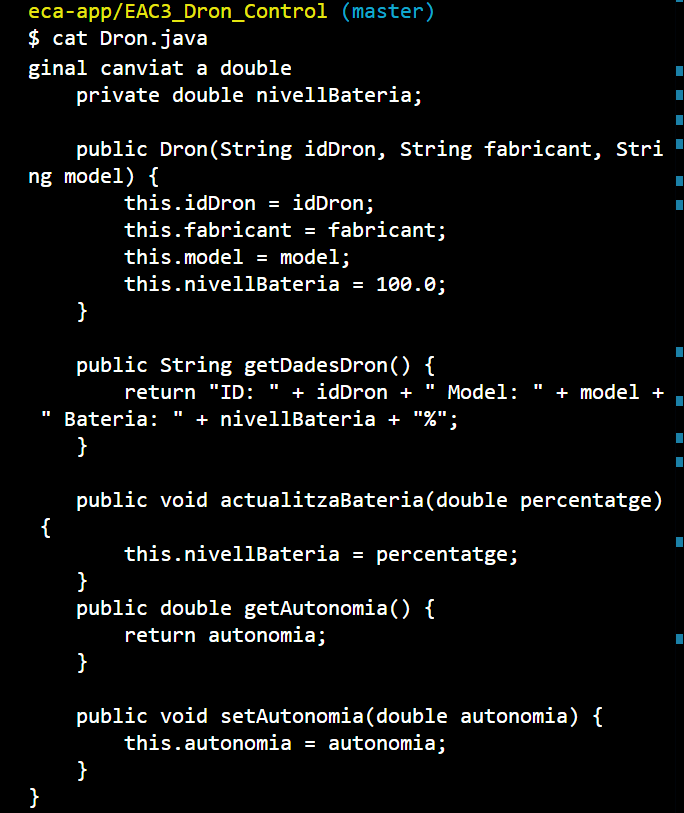 eca-app/EAC3_Dron_Control (master)
$ cat Dron.java
ginal canviat a double
    private double nivellBateria;

    public Dron(String idDron, String fabricant, Stri
ng model) {
        this.idDron = idDron;
        this.fabricant = fabricant;
        this.model = model;
        this.nivellBateria = 100.0;
    }

    public String getDadesDron() {
        return "ID: " + idDron + " Model: " + model +
 " Bateria: " + nivellBateria + "%";
    }

    public void actualitzaBateria(double percentatge)
 {
        this.nivellBateria = percentatge;
    }
    public double getAutonomia() {
        return autonomia;
    }

    public void setAutonomia(double autonomia) {
        this.autonomia = autonomia;
    }
}